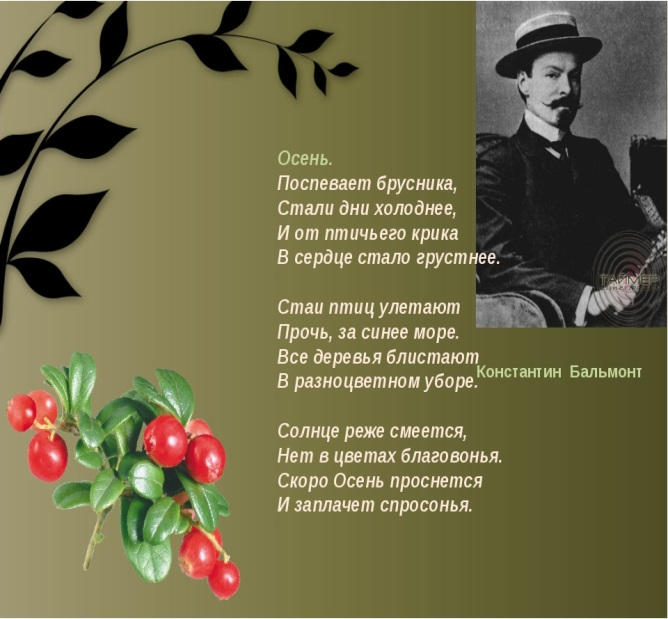 Осень.
Поспевает брусника,
Стали дни холоднее,
И от птичьего крика
В сердце стало грустнее.
Стаи птиц улетают
Прочь, за синее море.
Все деревья блистают
В разноцветном уборе.
Солнце реже смеется,
Нет в цветах благовонья.
Скоро Осень проснется
И заплачет спросонья.
ТАЙМЕР
Константин Бальмонт